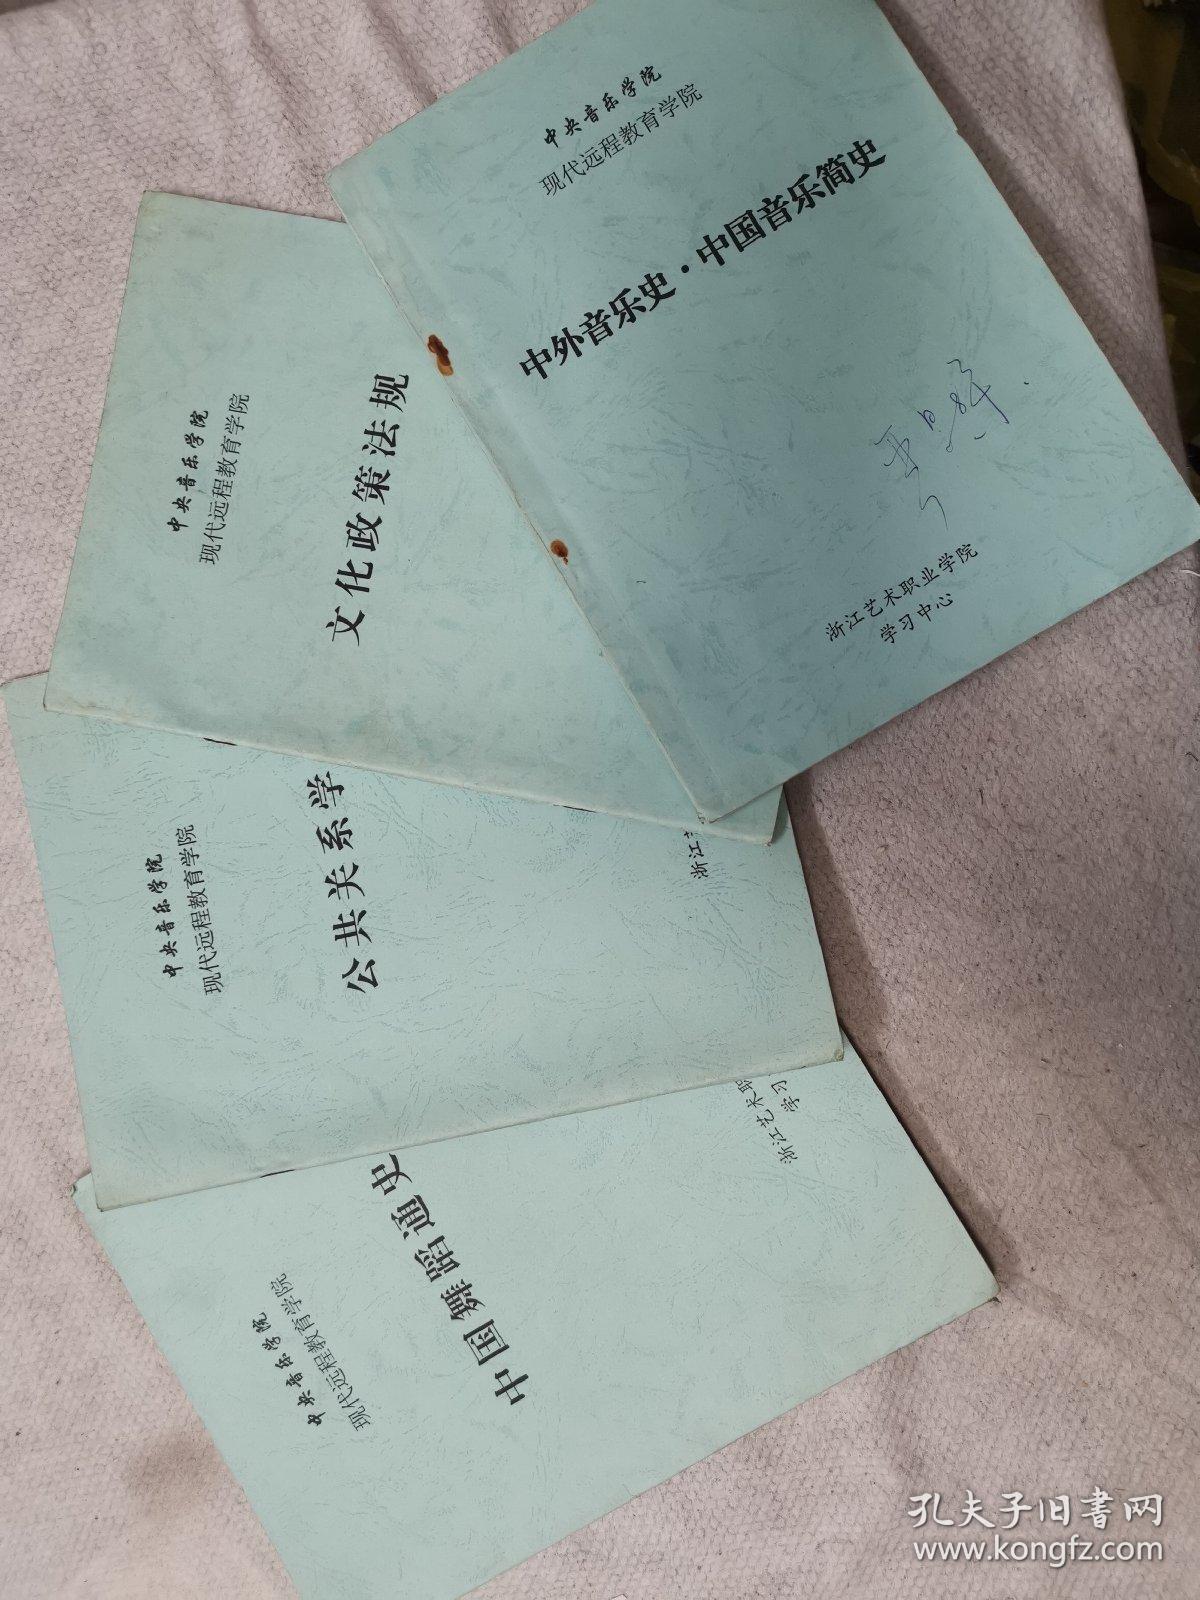 中央音乐学院
现代远程教育学院
中外音乐史·中国音乐简史
浙江艺术职业学院
学习中心
中央音乐学院
现代远程教育学院
文化政策法规
浙江
中央音乐学院
现代远程教育学院
公共关系学
中央音乐学院
现代远程教育学院
中国舞蹈通史
浙江艺术职
学习
孔夫子旧书网
www.kongfz.com